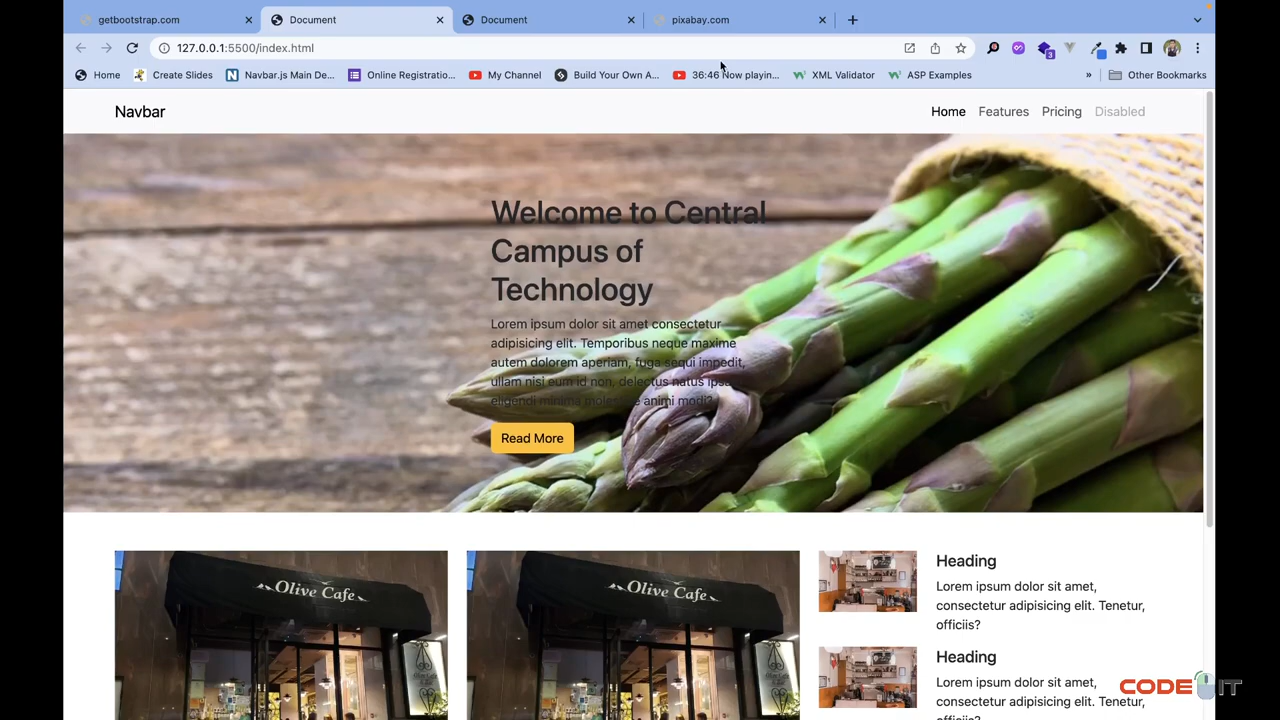 getbootstrap.com
Document
Document
pixabay.com
127.0.0.1:5500/index.html
3
Home
Create Slides
Navbar.js Main De...
Online Registratio...
My Channel
Build Your Own A...
36:46 Now playin...
XML Validator
ASP Examples
»
Other Bookmarks
Navbar
Home
Features
Pricing
Disabled
Welcome to Central
Campus of
Technology
Lorem ipsum dolor sit amet consectetur
adipisicing elit. Temporibus neque maxime
autem dolorem aperiam, fuga sequi impedit,
ullam nisi eum id non, delectus natus ipsa
eligendi minima molestiae animi modi?
Read More
Olive Cafe
Olive Cafe
Heading
Lorem ipsum dolor sit amet,
consectetur adipisicing elit. Tenetur,
officiis?
Heading
Lorem ipsum dolor sit amet,
consectetur adipisicing elit. Tenetur,
CODE IT